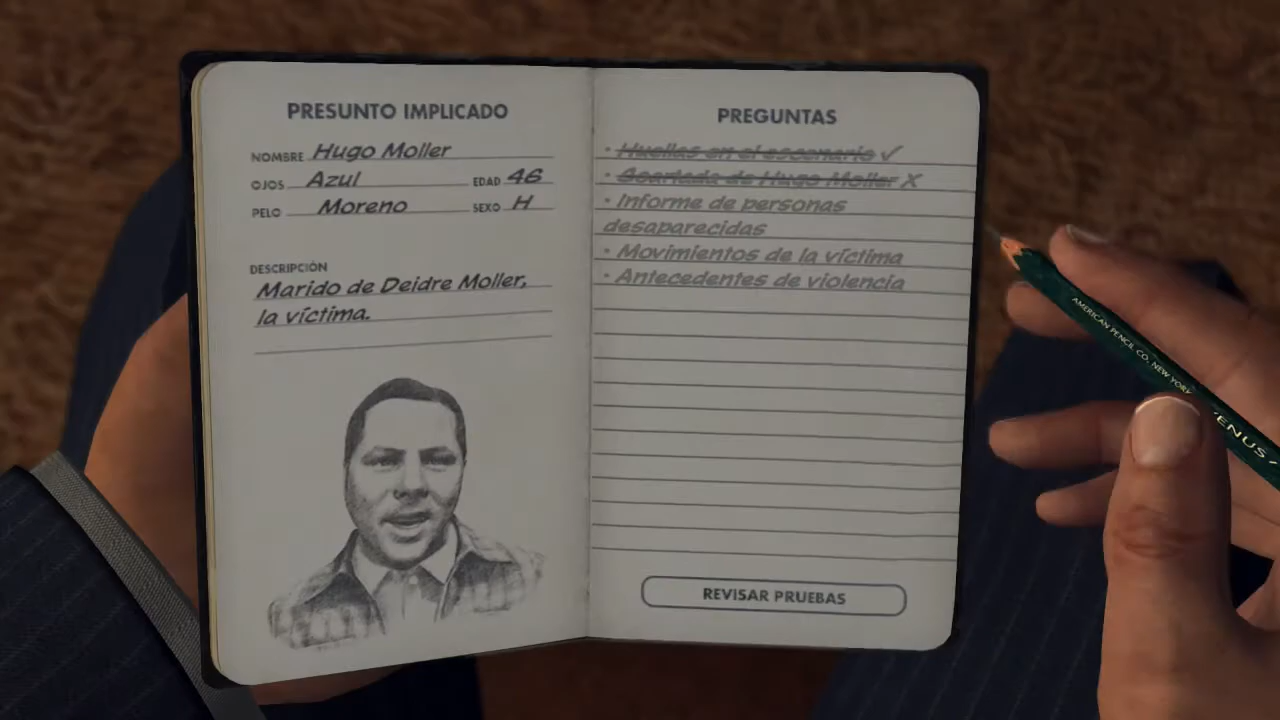 PRESUNTO IMPLICADO
NOMBRE Hugo Moller
OJOS Azul EDAD 46
PELO Moreno SEXO H
DESCRIPCIÓN
Marido de Deidre Moller,
la víctima.
PREGUNTAS
• Huellas en el escenario ✓
• Coartada de Hugo Moller X
• Informe de personas
desaparecidas
• Movimientos de la víctima
• Antecedentes de violencia
REVISAR PRUEBAS
AMERICAN PENCIL CO. NEW YORK